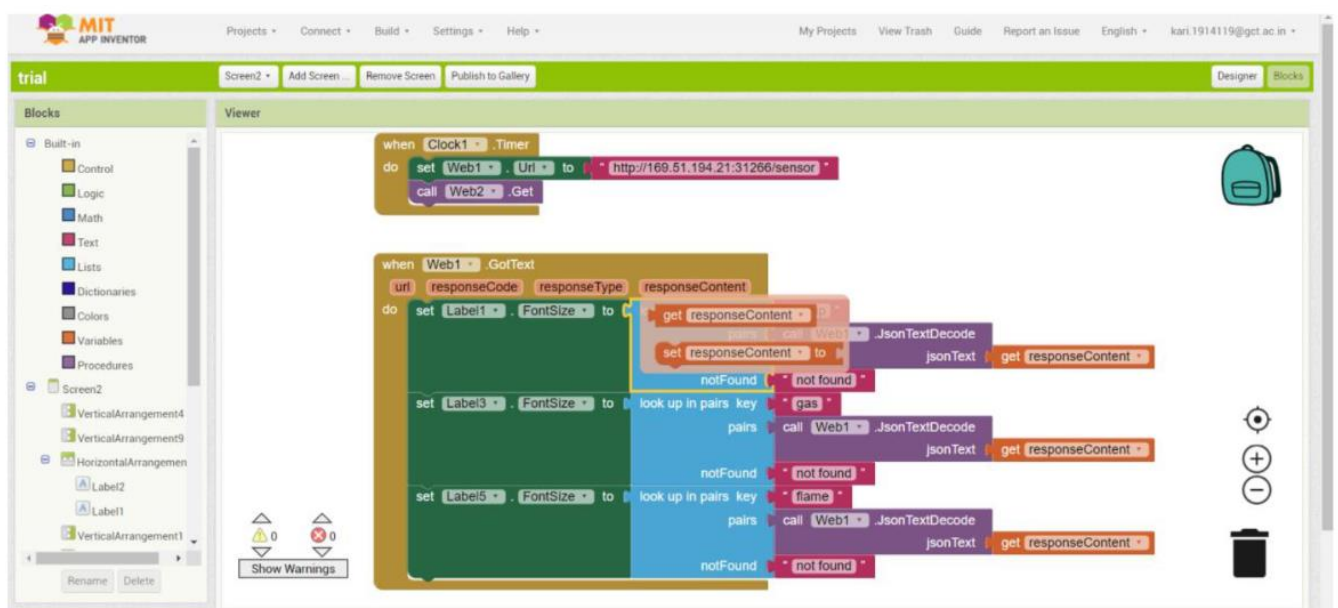 MIT
APP INVENTOR
Projects Connect Build Settings Help My Projects View Trash Guide Report an Issue English kari.1914119@gct.ac.in
trial Screen2 Add Screen ... Remove Screen Publish to Gallery Designer Blocks
Blocks Viewer
Built-in
Control
Logic
Math
Text
Lists
Dictionaries
Colors
Variables
Procedures
Screen2
VerticalArrangement4
VerticalArrangement9
HorizontalArrangemen
Label2
Label1
VerticalArrangement1
Rename Delete
when Clock1 .Timer
do set Web1 . Url to " http://169.51.194.21:31266/sensor "
call Web2 .Get
when Web1 .GotText
url responseCode responseType responseContent
do set Label1 . FontSize to
get responseContent
pairs call Web1 .JsonTextDecode
set responseContent to
jsonText get responseContent
notFound " not found "
set Label3 . FontSize to look up in pairs key " gas "
pairs call Web1 .JsonTextDecode
jsonText get responseContent
notFound " not found "
set Label5 . FontSize to look up in pairs key " flame "
pairs call Web1 .JsonTextDecode
jsonText get responseContent
notFound " not found "
0 0
Show Warnings